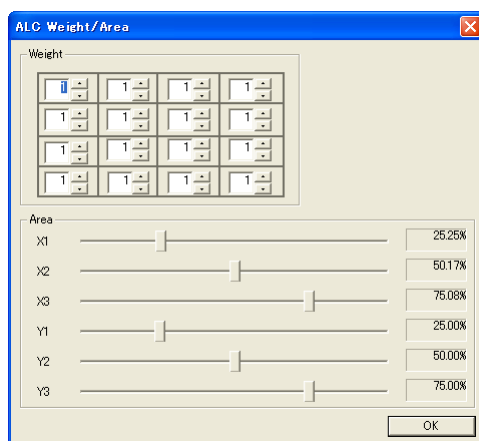 ALC Weight/Area
Weight
1 1 1 1
1 1 1 1
1 1 1 1
1 1 1 1
Area
X1 25.25%
X2 50.17%
X3 75.08%
Y1 25.00%
Y2 50.00%
Y3 75.00%
OK